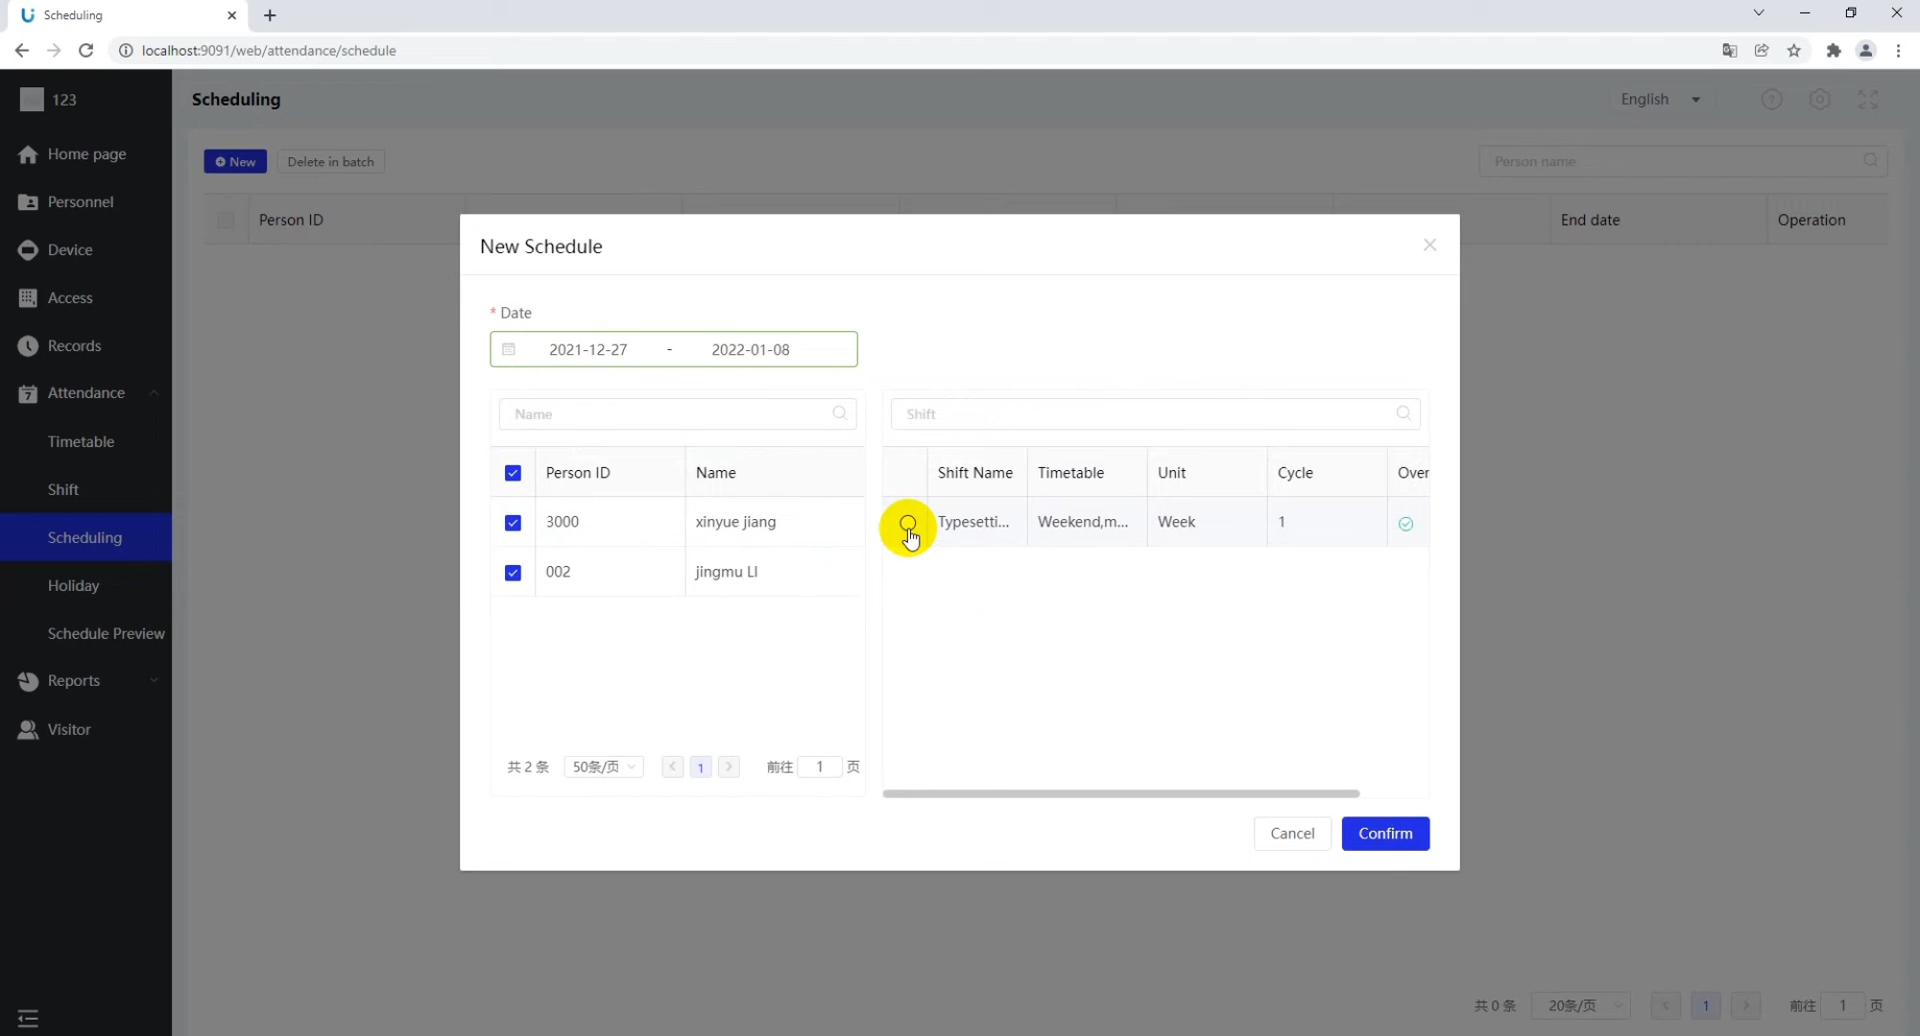 Scheduling
localhost:9091/web/attendance/schedule
123
Scheduling
English
Home page
New
Delete in batch
Person name
Personnel
Person ID
End date
Operation
New Schedule
Device
Access
* Date
Records
2021-12-27 - 2022-01-08
Attendance
Name
Shift
Timetable
Person ID Name
Shift Name Timetable Unit Cycle Over
Shift
3000 xinyue jiang
Typesetti... Weekend,m... Week 1
Scheduling
002 jingmu LI
Holiday
Schedule Preview
Reports
Visitor
共 2 条 50条/页 1 前往 1 页
Cancel Confirm
共 0 条 20条/页 1 前往 1 页